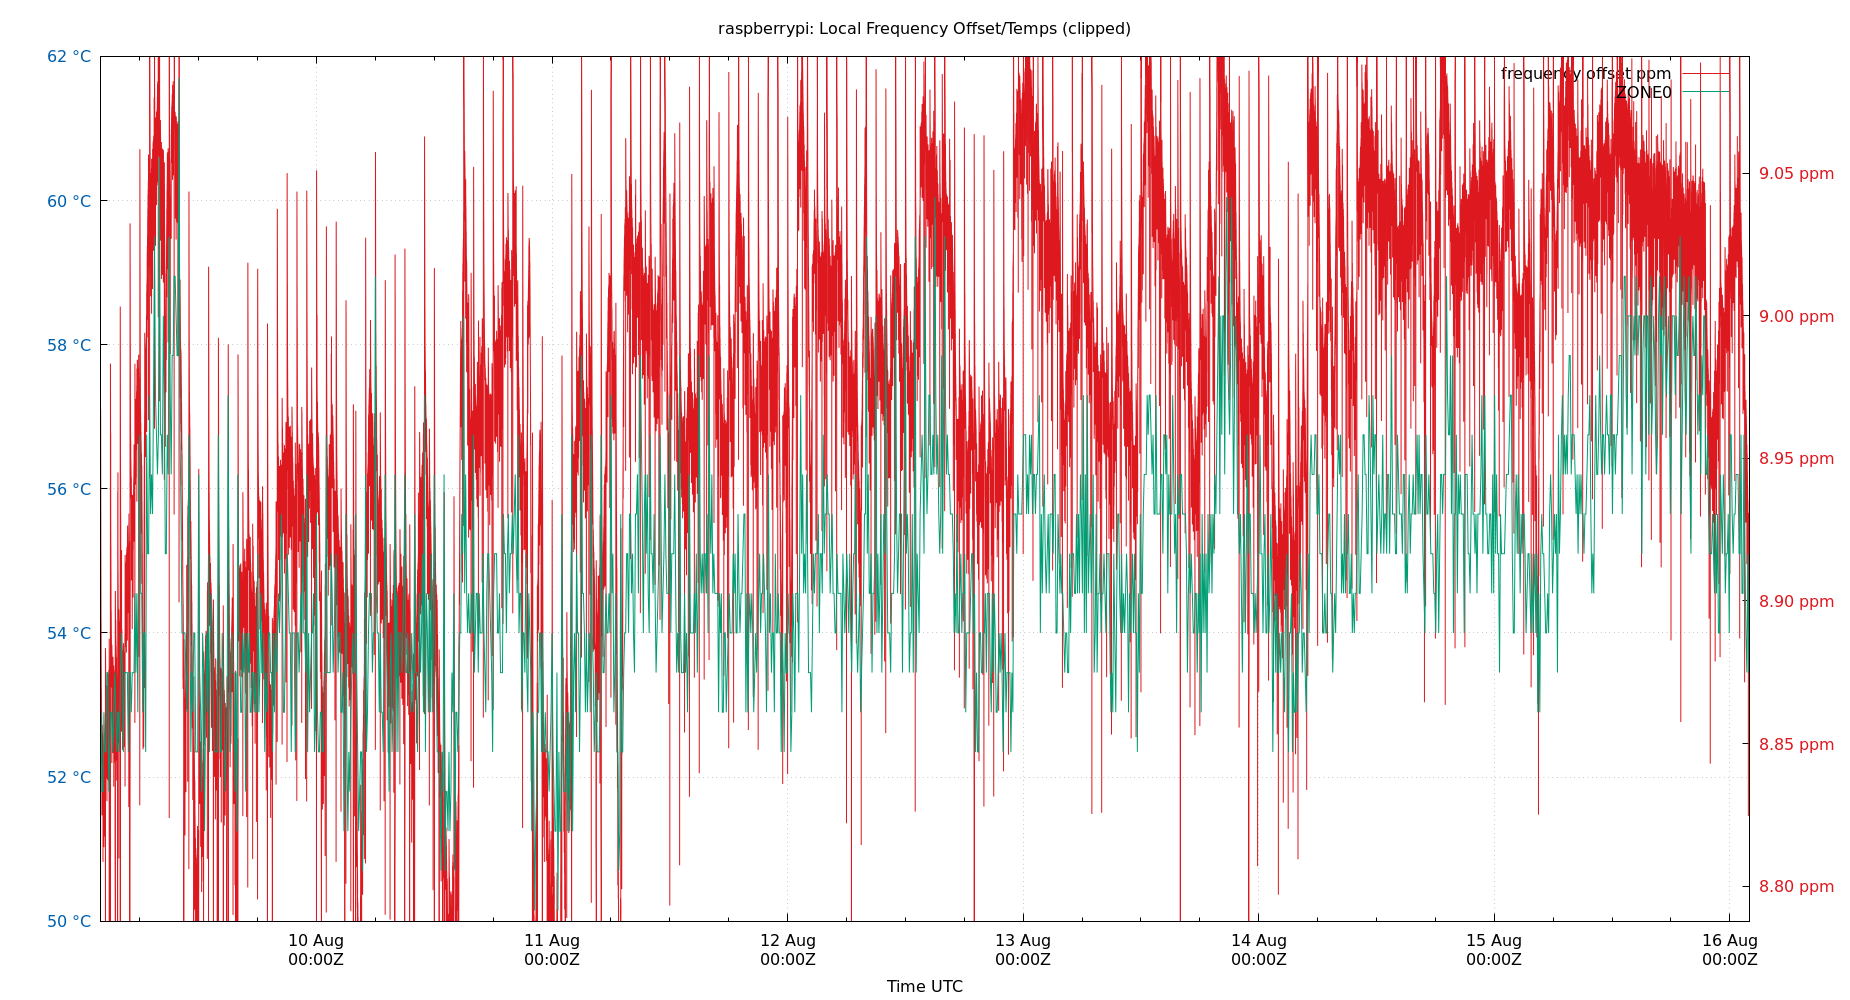 raspberrypi: Local Frequency Offset/Temps (clipped)
62 °C
60 °C
58 °C
56 °C
54 °C
52 °C
50 °C
frequency offset ppm
ZONE0
9.05 ppm
9.00 ppm
8.95 ppm
8.90 ppm
8.85 ppm
8.80 ppm
10 Aug
00:00Z
11 Aug
00:00Z
12 Aug
00:00Z
13 Aug
00:00Z
14 Aug
00:00Z
15 Aug
00:00Z
16 Aug
00:00Z
Time UTC